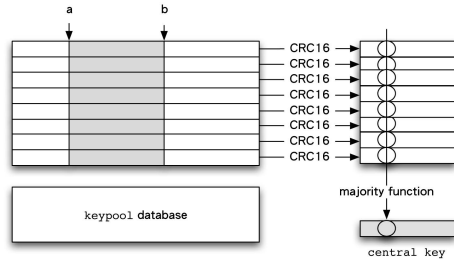 a b
CRC16
CRC16
CRC16
CRC16
CRC16
CRC16
CRC16
CRC16
majority function
keypool database
central key